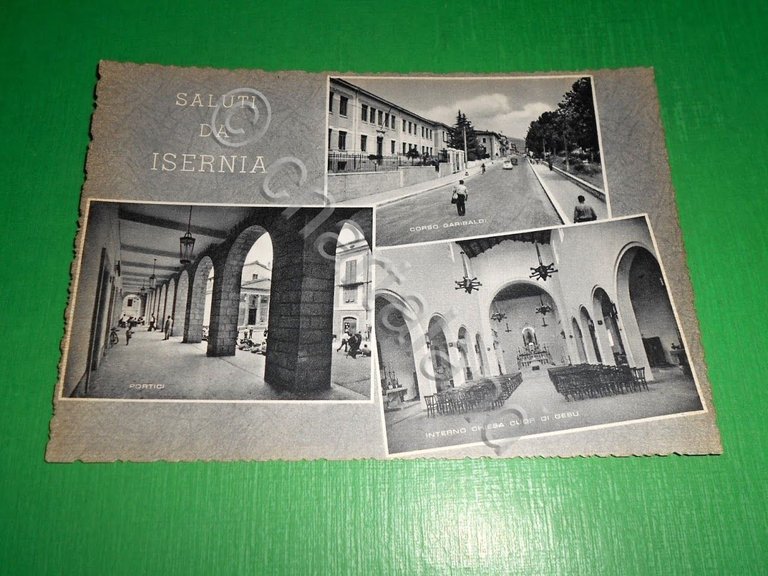 SALUTI
DA
ISERNIA
CORSO GARIBALDI
PORTICI
INTERNO CHIESA CUOR DI GESÙ